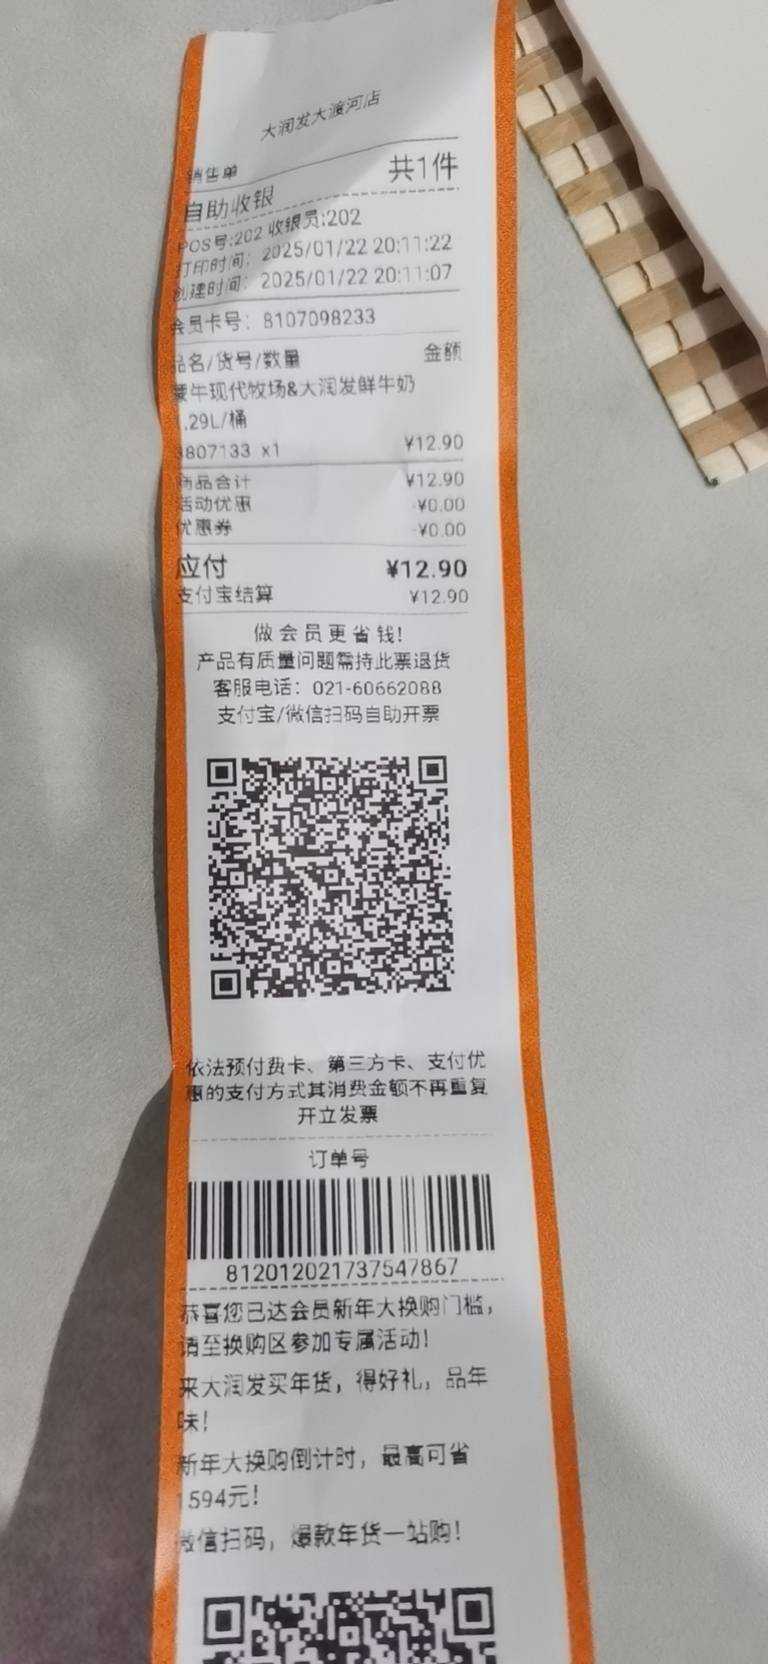 大润发大渡河店
销售单 共1件
自助收银
POS号:202 收银员:202
打印时间: 2025/01/22 20:11:22
创建时间: 2025/01/22 20:11:07
会员卡号: 8107098233
品名/货号/数量 金额
蒙牛现代牧场&大润发鲜牛奶
1.29L/桶
3807133 x1 ¥12.90
商品合计 ¥12.90
活动优惠 -¥0.00
优惠券 -¥0.00
应付 ¥12.90
支付宝结算 ¥12.90
做会员更省钱!
产品有质量问题需持此票退货
客服电话: 021-60662088
支付宝/微信扫码自助开票
依法预付费卡、第三方卡、支付优
惠的支付方式其消费金额不再重复
开立发票
订单号
812012021737547867
恭喜您已达会员新年大换购门槛，
请至换购区参加专属活动!
来大润发买年货，得好礼，品年
味!
新年大换购倒计时，最高可省
1594元!
微信扫码，爆款年货一站购!